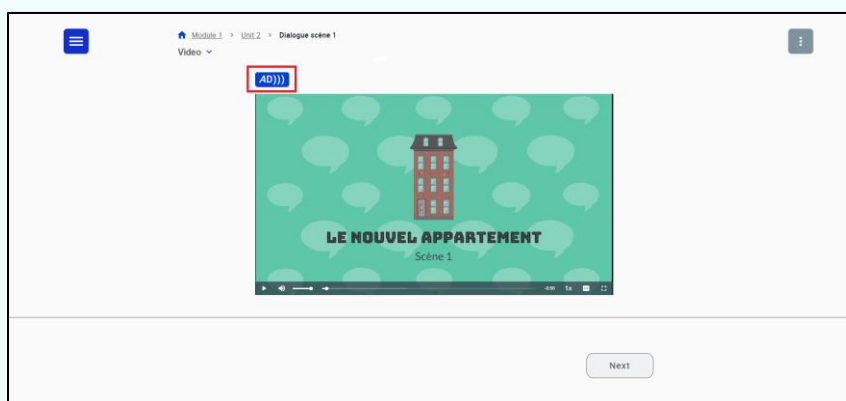 Module 1 > Unit 2 > Dialogue scène 1
Video
AD)))
LE NOUVEL APPARTEMENT
Scène 1
1x
Next